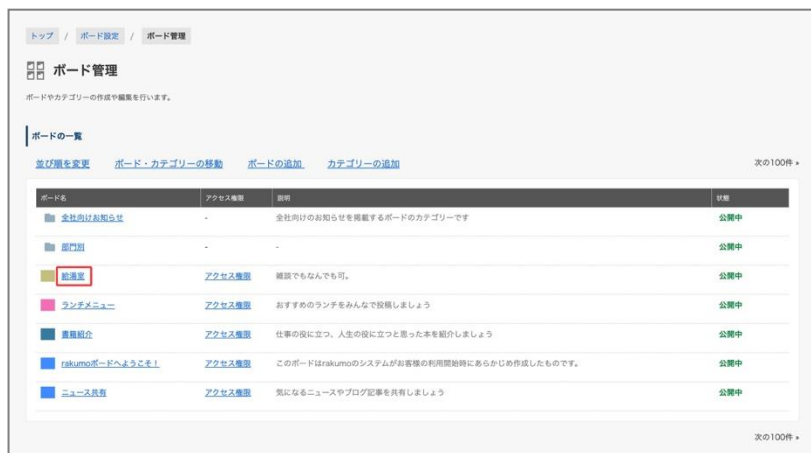 トップ / ボード設定 / ボード管理
ボード管理
ボードやカテゴリーの作成や編集を行います。
ボードの一覧
並び順を変更 ボード・カテゴリーの移動 ボードの追加 カテゴリーの追加 次の100件 »
ボード名 アクセス権限 説明 状態
全社向けお知らせ - 全社向けのお知らせを掲載するボードのカテゴリーです 公開中
部門別 - - 公開中
給湯室 アクセス権限 雑談でもなんでも可。 公開中
ランチメニュー アクセス権限 おすすめのランチをみんなで投稿しましょう 公開中
書籍紹介 アクセス権限 仕事の役に立つ、人生の役に立つと思った本を紹介しましょう 公開中
rakumoボードへようこそ！ アクセス権限 このボードはrakumoのシステムがお客様の利用開始時にあらかじめ作成したものです。 公開中
ニュース共有 アクセス権限 気になるニュースやブログ記事を共有しましょう 公開中
次の100件 »